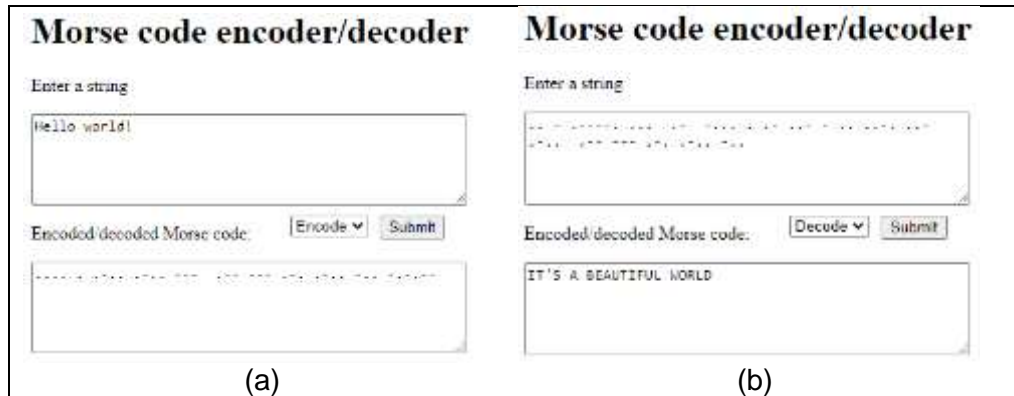 Morse code encoder/decoder
Enter a string
Hello world!
Encoded/decoded Morse code:
Encode
Submit
.... . .-.. .-.. ---  .-- --- .-. .-.. -.. -.-.--
(a)
Morse code encoder/decoder
Enter a string
.. - .----. ...  .-  -... . .- ..- - .. ..-. ..-
.-..  .-- --- .-. .-.. -..
Encoded/decoded Morse code:
Decode
Submit
IT'S A BEAUTIFUL WORLD
(b)